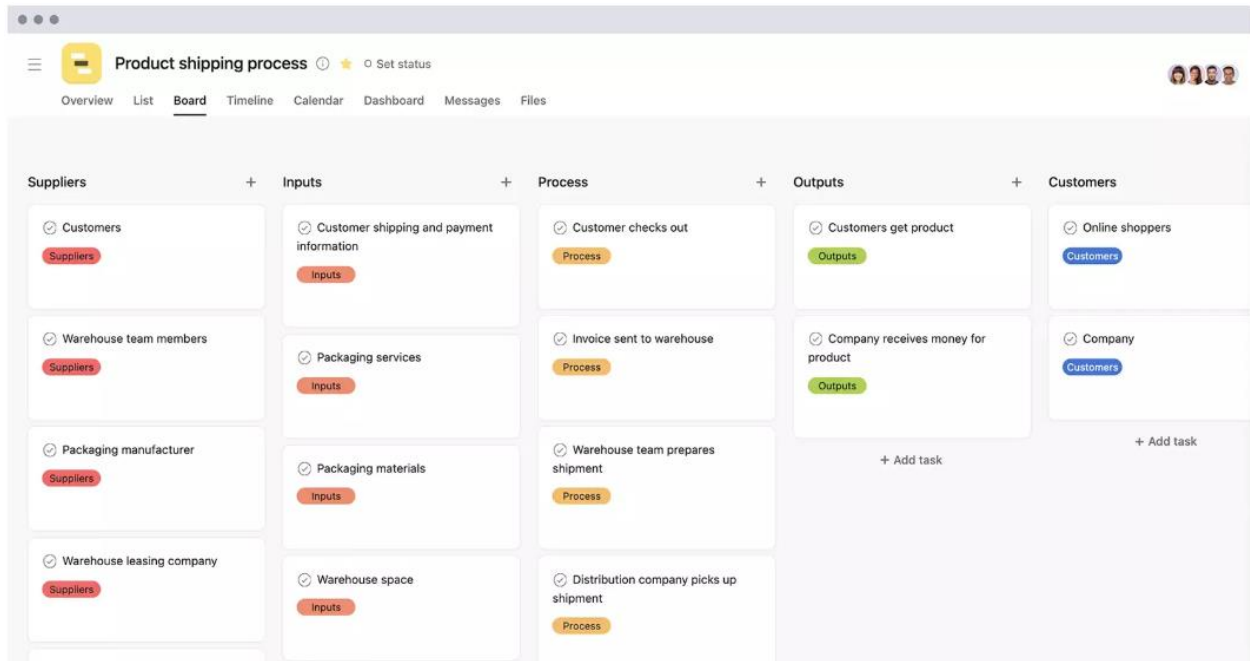 Product shipping process
Set status
Overview List Board Timeline Calendar Dashboard Messages Files
Suppliers
Customers
Suppliers
Warehouse team members
Suppliers
Packaging manufacturer
Suppliers
Warehouse leasing company
Suppliers
Inputs
Customer shipping and payment
information
Inputs
Packaging services
Inputs
Packaging materials
Inputs
Warehouse space
Inputs
Process
Customer checks out
Process
Invoice sent to warehouse
Process
Warehouse team prepares
shipment
Process
Distribution company picks up
shipment
Process
Outputs
Customers get product
Outputs
Company receives money for
product
Outputs
+ Add task
Customers
Online shoppers
Customers
Company
Customers
+ Add task